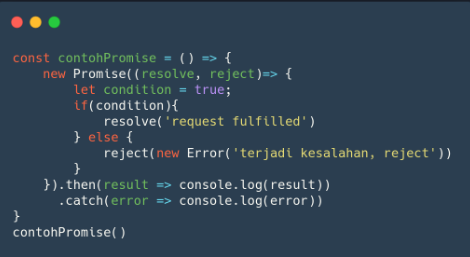 const contohPromise = () => {
    new Promise((resolve, reject)=> {
        let condition = true;
        if(condition){
            resolve('request fulfilled')
        } else {
            reject(new Error('terjadi kesalahan, reject'))
        }
    }).then(result => console.log(result))
      .catch(error => console.log(error))
}
contohPromise()